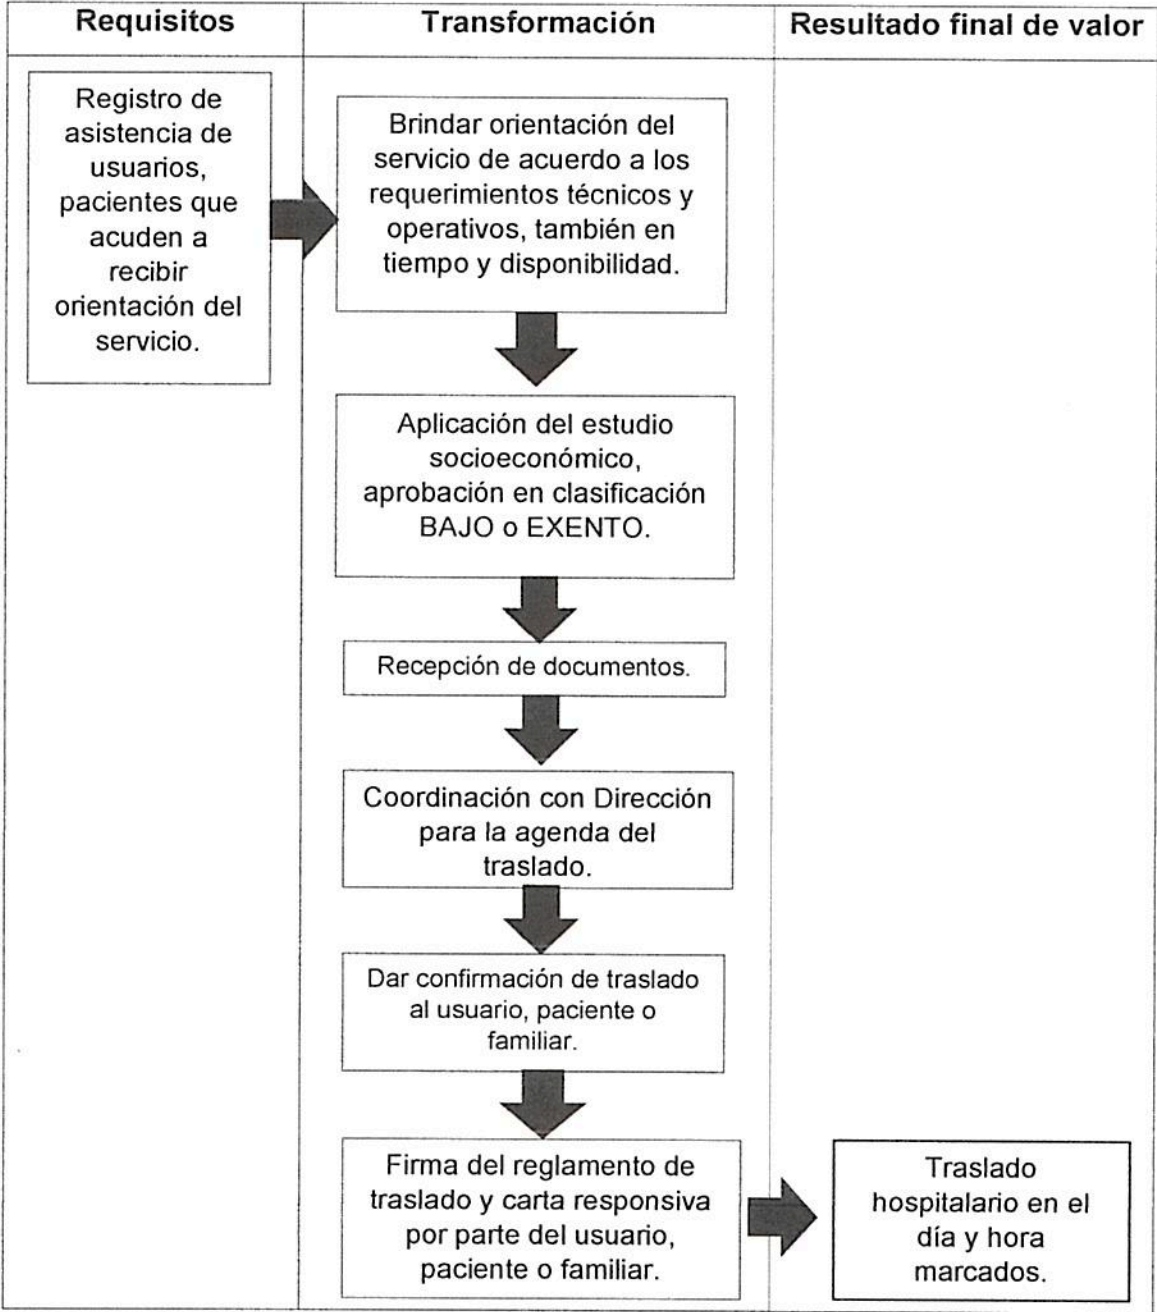 Requisitos
Transformación
Resultado final de valor
Registro de
asistencia de
usuarios,
pacientes que
acuden a
recibir
orientación del
servicio.
Brindar orientación del
servicio de acuerdo a los
requerimientos técnicos y
operativos, también en
tiempo y disponibilidad.
Aplicación del estudio
socioeconómico,
aprobación en clasificación
BAJO o EXENTO.
Recepción de documentos.
Coordinación con Dirección
para la agenda del
traslado.
Dar confirmación de traslado
al usuario, paciente o
familiar.
Firma del reglamento de
traslado y carta responsiva
por parte del usuario,
paciente o familiar.
Traslado
hospitalario en el
día y hora
marcados.